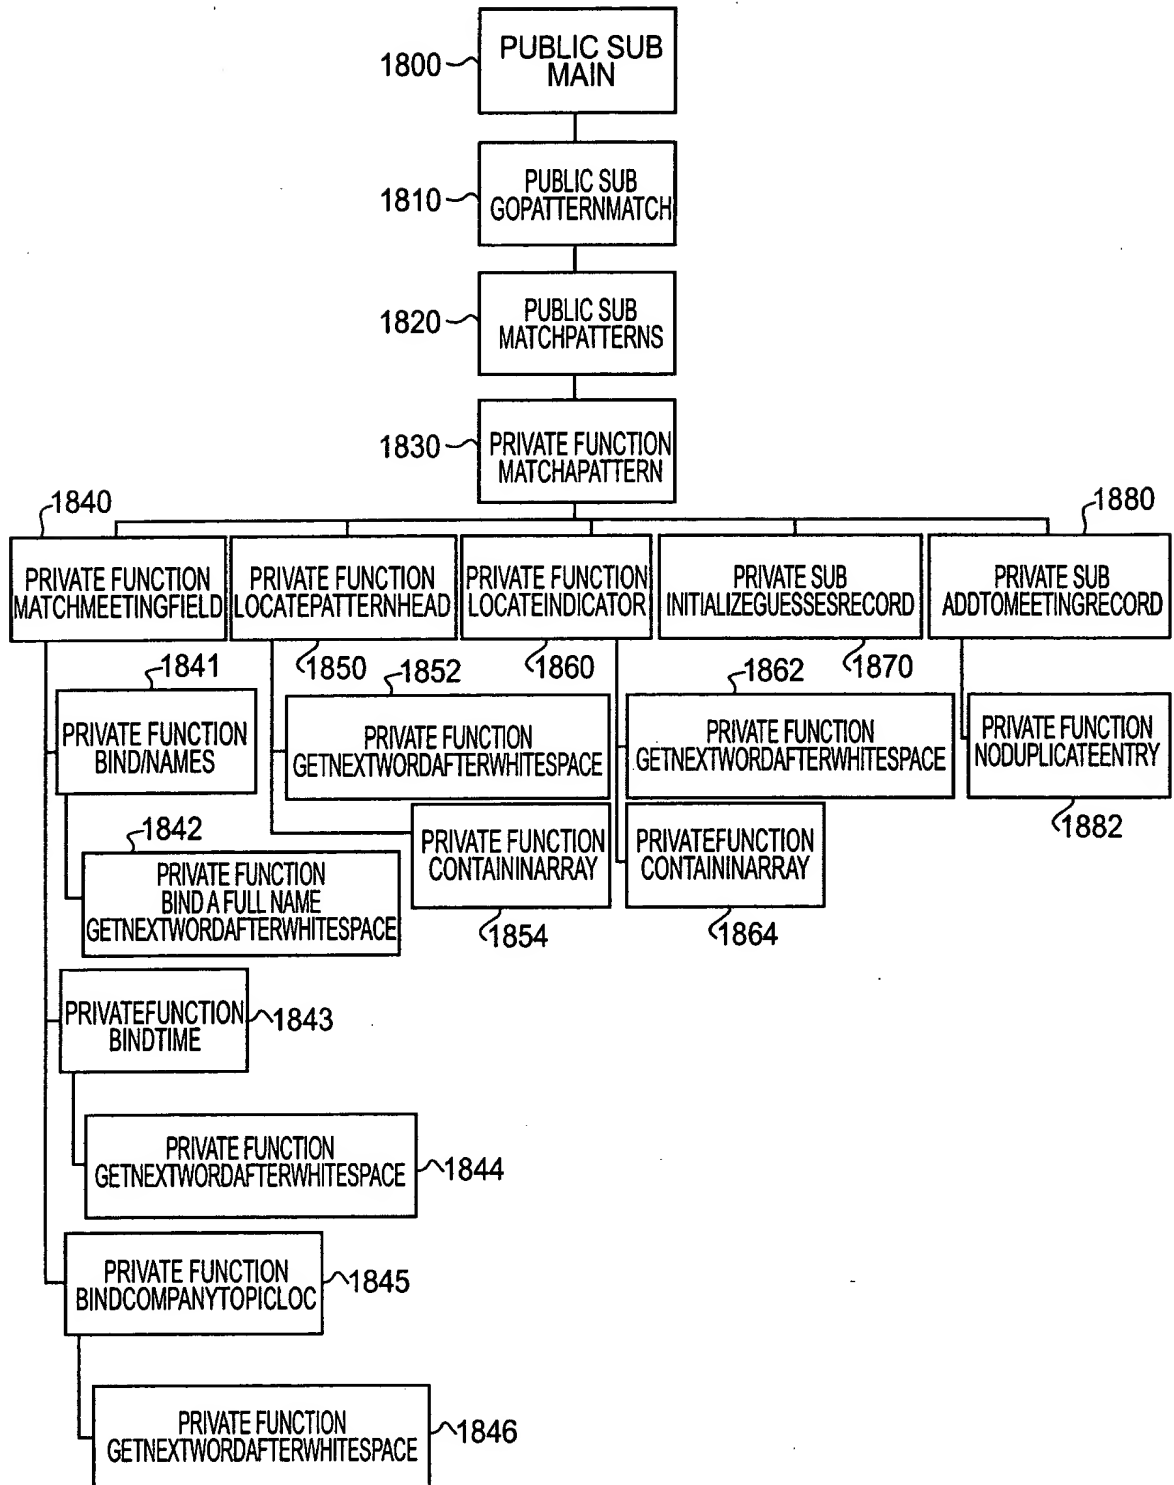 1800
PUBLIC SUB
MAIN
1810
PUBLIC SUB
GOPATTERNMATCH
1820
PUBLIC SUB
MATCHPATTERNS
1830
PRIVATE FUNCTION
MATCHAPATTERN
1840
PRIVATE FUNCTION
MATCHMEETINGFIELD
PRIVATE FUNCTION
LOCATEPATTERNHEAD
1850
PRIVATE FUNCTION
LOCATEINDICATOR
1860
PRIVATE SUB
INITIALIZEGUESSESRECORD
1870
1880
PRIVATE SUB
ADDTOMEETINGRECORD
1841
PRIVATE FUNCTION
BIND/NAMES
1852
PRIVATE FUNCTION
GETNEXTWORDAFTERWHITESPACE
1862
PRIVATE FUNCTION
GETNEXTWORDAFTERWHITESPACE
PRIVATE FUNCTION
NODUPLICATEENTRY
1882
1842
PRIVATE FUNCTION
BIND A FULL NAME
GETNEXTWORDAFTERWHITESPACE
PRIVATE FUNCTION
CONTAININARRAY
1854
PRIVATEFUNCTION
CONTAININARRAY
1864
PRIVATEFUNCTION
BINDTIME
1843
PRIVATE FUNCTION
GETNEXTWORDAFTERWHITESPACE
1844
PRIVATE FUNCTION
BINDCOMPANYTOPICLOC
1845
PRIVATE FUNCTION
GETNEXTWORDAFTERWHITESPACE
1846